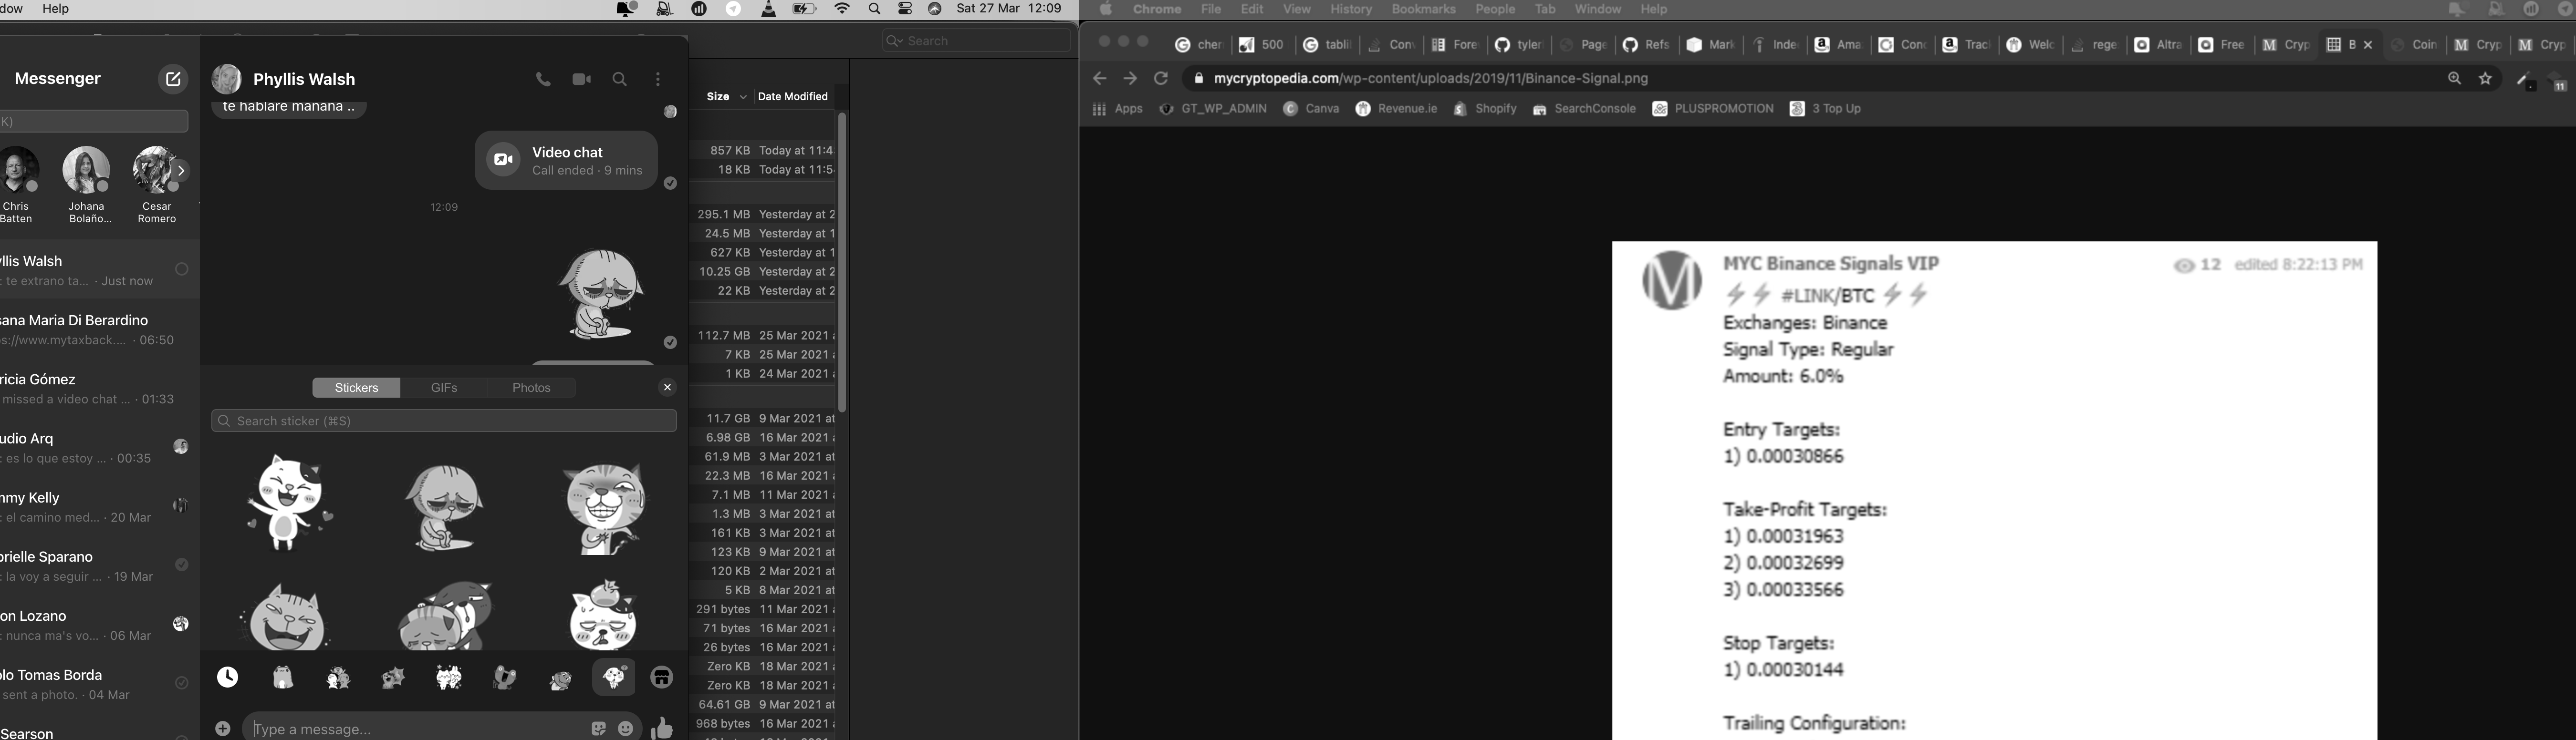 dow Help
Sat 27 Mar 12:09
Messenger
K)
Chris
Batten
Johana
Bolaño...
Cesar
Romero
yllis Walsh
: te extrano ta... · Just now
sana Maria Di Berardino
s://www.mytaxback.... · 06:50
ricia Gómez
missed a video chat ... · 01:33
udio Arq
: es lo que estoy ... · 00:35
mmy Kelly
: el camino med... · 20 Mar
orielle Sparano
: la voy a seguir ... · 19 Mar
on Lozano
: nunca ma's vo... · 06 Mar
olo Tomas Borda
sent a photo. · 04 Mar
Searson
Phyllis Walsh
te hablare manana ..
Video chat
Call ended · 9 mins
12:09
Stickers GIFs Photos
Search sticker (⌘S)
Type a message...
Search
Size Date Modified
857 KB Today at 11:4
18 KB Today at 11:5
295.1 MB Yesterday at 2
24.5 MB Yesterday at 1
627 KB Yesterday at 1
10.25 GB Yesterday at 2
22 KB Yesterday at 2
112.7 MB 25 Mar 2021
7 KB 25 Mar 2021
1 KB 24 Mar 2021
11.7 GB 9 Mar 2021 at
6.98 GB 16 Mar 2021
61.9 MB 3 Mar 2021 at
22.3 MB 16 Mar 2021
7.1 MB 11 Mar 2021
1.3 MB 3 Mar 2021 at
161 KB 3 Mar 2021 at
123 KB 9 Mar 2021 at
120 KB 2 Mar 2021 at
5 KB 8 Mar 2021 at
291 bytes 11 Mar 2021
71 bytes 16 Mar 2021
26 bytes 16 Mar 2021
Zero KB 18 Mar 2021
Zero KB 18 Mar 2021
64.61 GB 9 Mar 2021 at
968 bytes 16 Mar 2021
Chrome File Edit View History Bookmarks People Tab Window Help
cher 500 tabli Con Fore tyler Page Refs Mark Inde Ama Con Trac Welc rege Altra Free Cryp B Coin Cryp Cryp
mycryptopedia.com/wp-content/uploads/2019/11/Binance-Signal.png
11
Apps GT_WP_ADMIN Canva Revenue.ie Shopify SearchConsole PLUSPROMOTION 3 Top Up
MYC Binance Signals VIP 12 edited 8:22:13 PM
⚡⚡ #LINK/BTC ⚡⚡
Exchanges: Binance
Signal Type: Regular
Amount: 6.0%
Entry Targets:
1) 0.00030866
Take-Profit Targets:
1) 0.00031963
2) 0.00032699
3) 0.00033566
Stop Targets:
1) 0.00030144
Trailing Configuration: